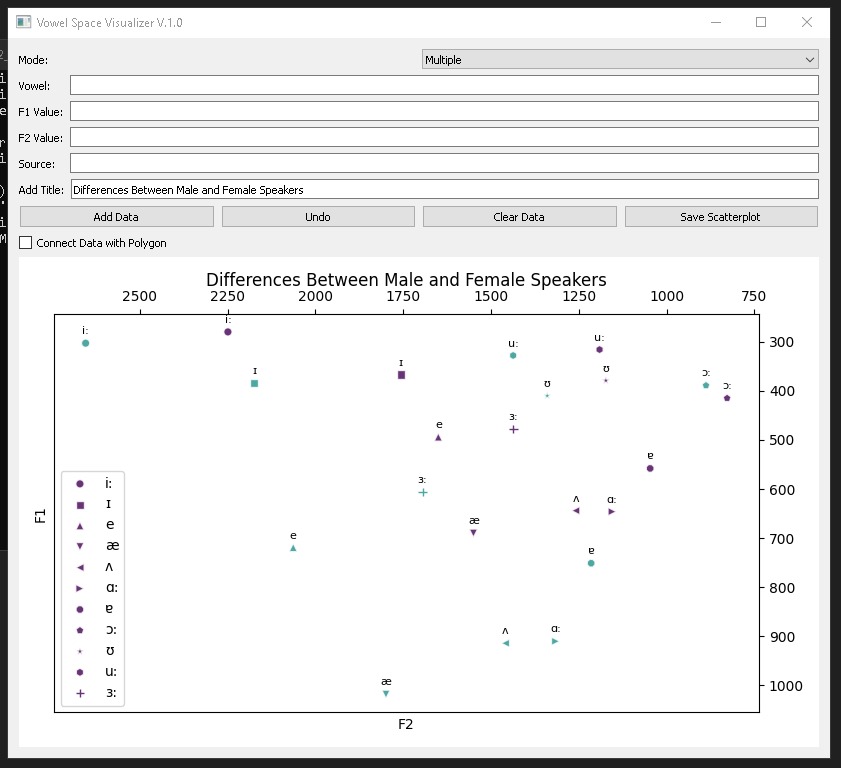 Vowel Space Visualizer V.1.0
Mode: Multiple
Vowel:
F1 Value:
F2 Value:
Source:
Add Title: Differences Between Male and Female Speakers
Add Data Undo Clear Data Save Scatterplot
Connect Data with Polygon
Differences Between Male and Female Speakers
2500 2250 2000 1750 1500 1250 1000 750
iː
iː
uː
uː
300
ɪ
ɪ
ʊ
ʊ
ɔː
ɔː
400
e
ɜː
500
ɐ
ɜː
600
æ
ʌ
ɑː
700
e
ɐ
800
ʌ
ɑː
900
æ
1000
F1
iː
ɪ
e
æ
ʌ
ɑː
ɐ
ɔː
ʊ
uː
ɜː
F2